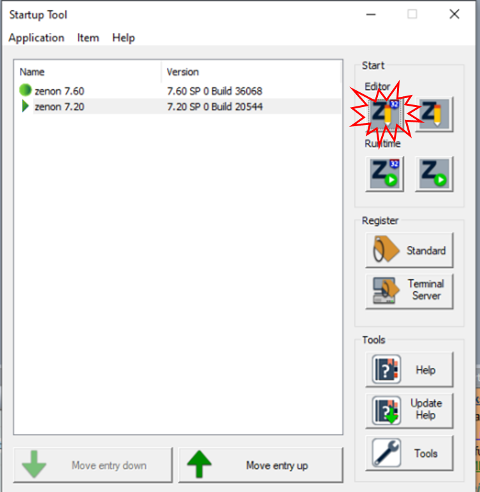 Startup Tool
Application Item Help
Name Version
zenon 7.60 7.60 SP 0 Build 36068
zenon 7.20 7.20 SP 0 Build 20544
Move entry down Move entry up
Start
Editor
Z 32 Z
Runtime
Z 32 Z
Register
Standard
Terminal
Server
Tools
Help
Update
Help
Tools